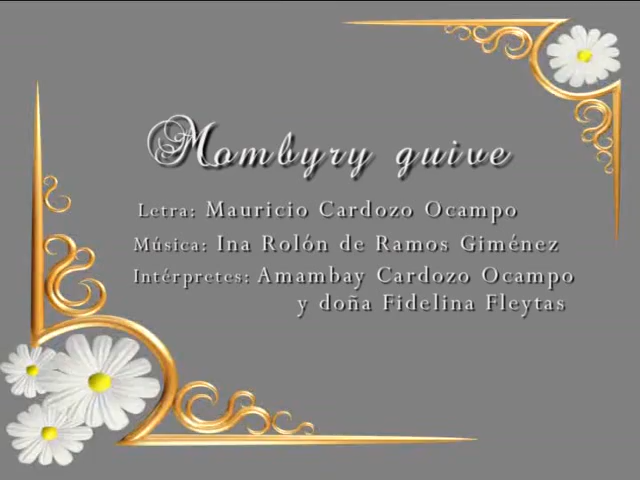 Mombyry guive
Letra: Mauricio Cardozo Ocampo
Música: Ina Rolón de Ramos Giménez
Intérpretes: Amambay Cardozo Ocampo
y doña Fidelina Fleytas